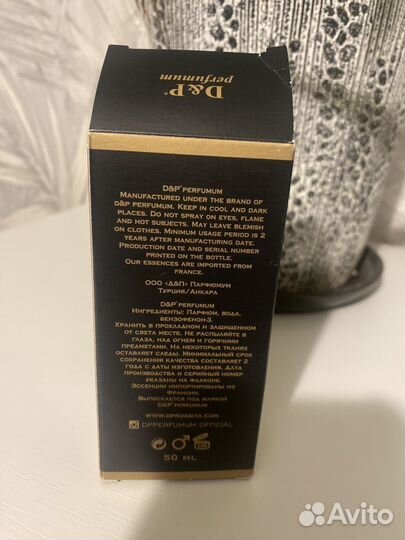 D&P®
perfumum
D&P® PERFUMUM
MANUFACTURED UNDER THE BRAND OF
D&P PERFUMUM. KEEP IN COOL AND DARK
PLACES. DO NOT SPRAY ON EYES, FLAME
AND HOT SUBJECTS. MAY LEAVE BLEMISH
ON CLOTHES. MINIMUM USAGE PERIOD IS 2
YEARS AFTER MANUFACTURING DATE.
PRODUCTION DATE AND SERIAL NUMBER
PRINTED ON THE BOTTLE.
OUR ESSENCES ARE IMPORTED FROM
FRANCE.
ООО «Д&П» ПАРФЮМУМ
ТУРЦИЯ/АНКАРА
D&P® PERFUMUM
ИНГРЕДИЕНТЫ: ПАРФЮМ, ВОДА,
БЕНЗОФЕНОН-3.
ХРАНИТЬ В ПРОХЛАДНОМ И ЗАЩИЩЕННОМ
ОТ СВЕТА МЕСТЕ. НЕ РАСПЫЛЯЙТЕ В
ГЛАЗА, НАД ОГНЕМ И ГОРЯЧИМИ
ПРЕДМЕТАМИ. НА НЕКОТОРЫХ ТКАНЯХ
ОСТАВЛЯЕТ СЛЕДЫ. МИНИМАЛЬНЫЙ СРОК
СОХРАНЕНИЯ КАЧЕСТВА СОСТАВЛЯЕТ 2
ГОДА С ДАТЫ ИЗГОТОВЛЕНИЯ. ДАТА
ПРОИЗВОДСТВА И СЕРИЙНЫЙ НОМЕР
УКАЗАНЫ НА ФЛАКОНЕ.
ЭССЕНЦИИ ИМПОРТИРОВАНЫ ИЗ
ФРАНЦИИ.
ВЫПУСКАЕТСЯ ПОД МАРКОЙ
D&P® PERFUMUM
WWW.DPROSSIYA.COM
DPPERFUMUM.OFFICIAL
50 ML
Avito